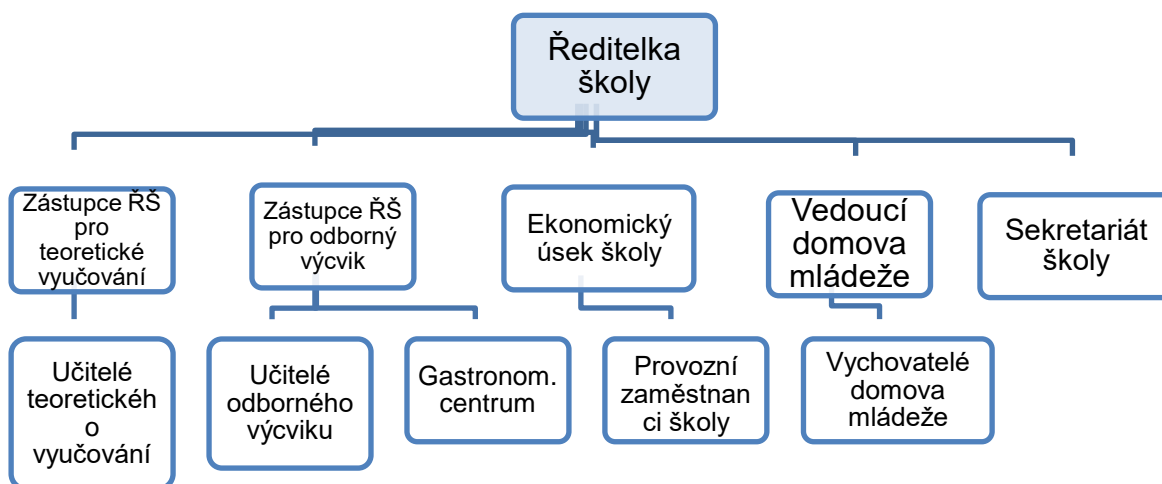 Ředitelka
školy
Zástupce ŘŠ
pro
teoretické
vyučování
Zástupce ŘŠ
pro odborný
výcvik
Ekonomický
úsek školy
Vedoucí
domova
mládeže
Sekretariát
školy
Učitelé
teoretickéh
o
vyučování
Učitelé
odborného
výcviku
Gastronom.
centrum
Provozní
zaměstnan
ci školy
Vychovatelé
domova
mládeže